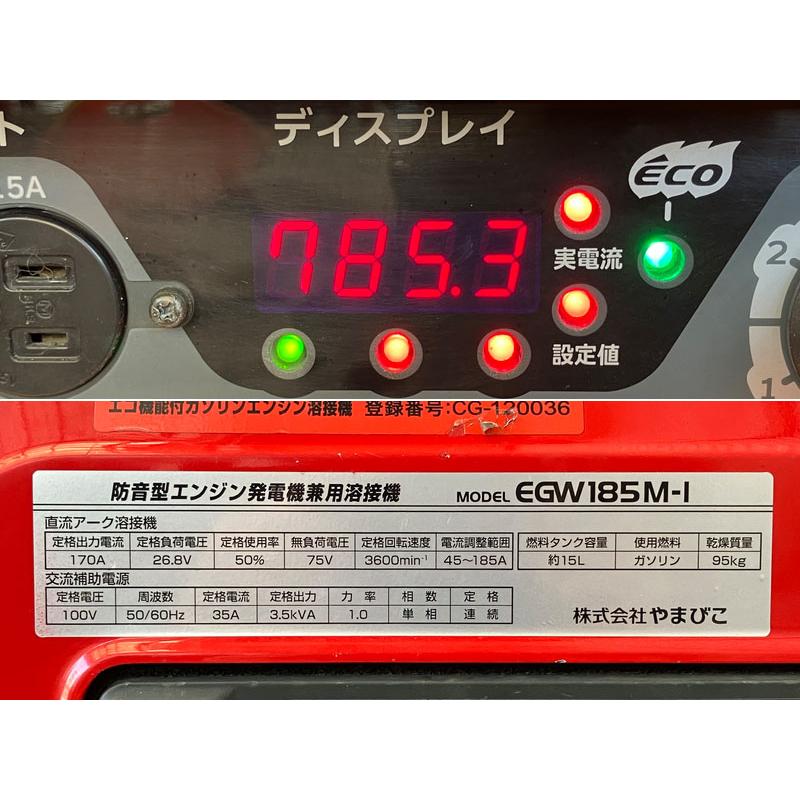 ト
ディスプレイ
.5A
ECO
785.3
実電流
設定値
2
1
エコ機能付ガソリンエンジン溶接機 登録番号:CG-120036
防音型エンジン発電機兼用溶接機 MODEL EGW185M-I
直流アーク溶接機
定格出力電流 定格負荷電圧 定格使用率 無負荷電圧 定格回転速度 電流調整範囲 燃料タンク容量 使用燃料 乾燥質量
170A 26.8V 50% 75V 3600min⁻¹ 45～185A 約15L ガソリン 95kg
交流補助電源
定格電圧 周波数 定格電流 定格出力 力率 相数 定格
100V 50/60Hz 35A 3.5kVA 1.0 単相 連続
株式会社 やまびこ